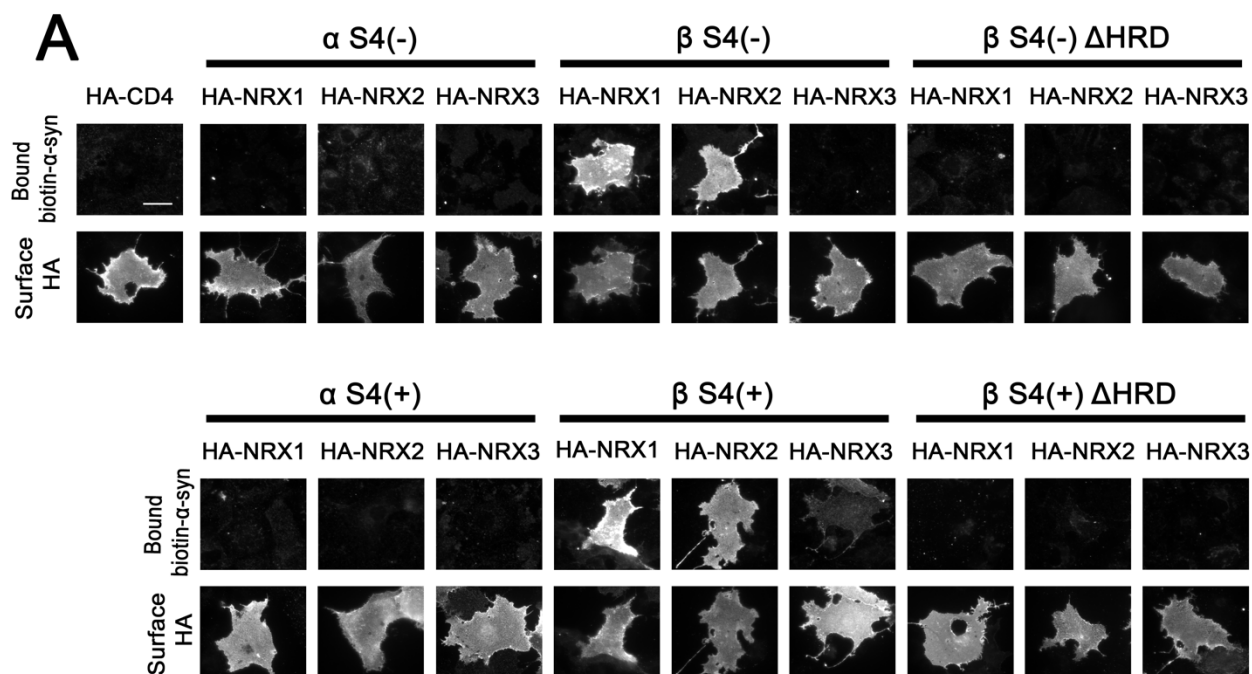 A
α S4(-) β S4(-) β S4(-) ΔHRD
HA-CD4 HA-NRX1 HA-NRX2 HA-NRX3 HA-NRX1 HA-NRX2 HA-NRX3 HA-NRX1 HA-NRX2 HA-NRX3
Bound
biotin-α-syn
Surface
HA
α S4(+) β S4(+) β S4(+) ΔHRD
HA-NRX1 HA-NRX2 HA-NRX3 HA-NRX1 HA-NRX2 HA-NRX3 HA-NRX1 HA-NRX2 HA-NRX3
Bound
biotin-α-syn
Surface
HA